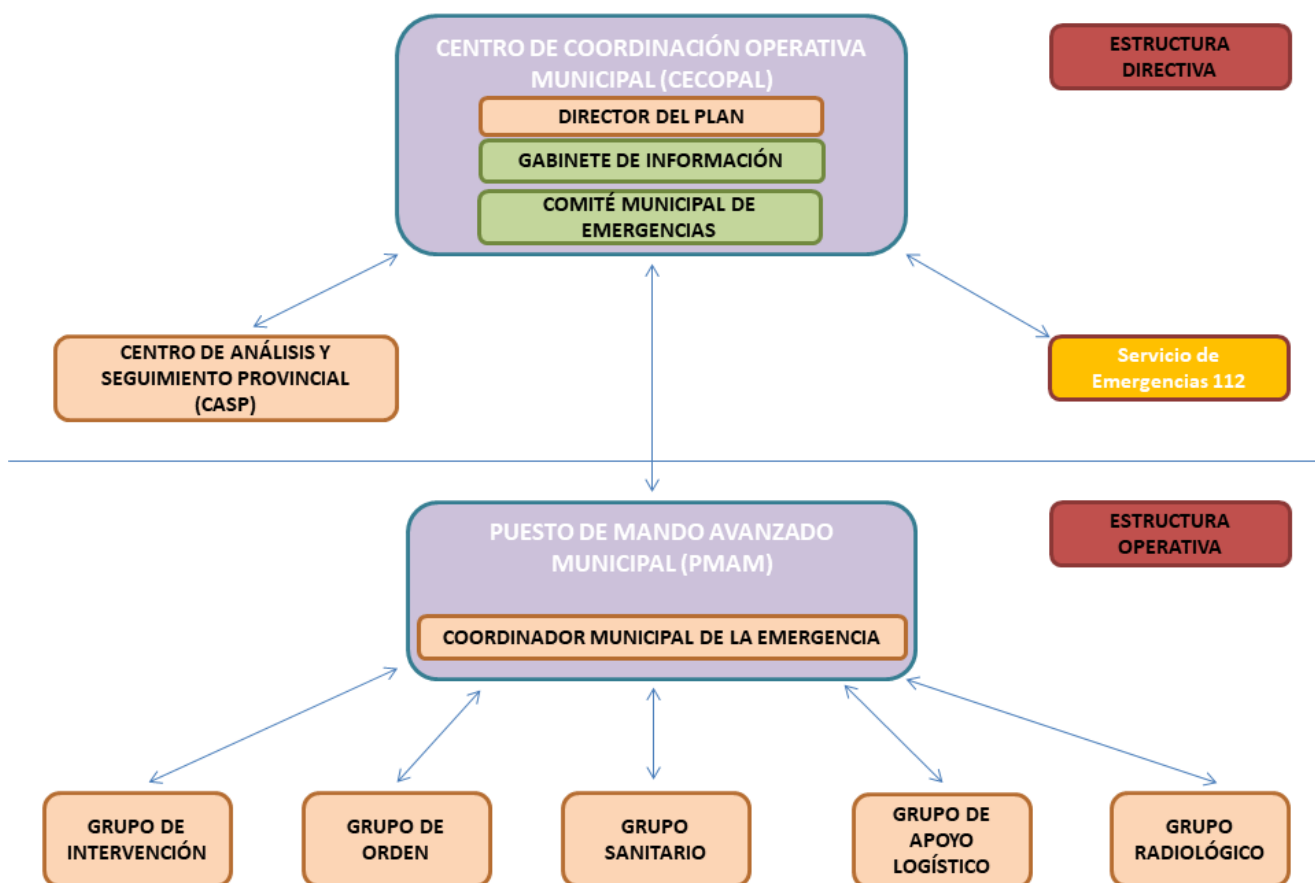 CENTRO DE COORDINACIÓN OPERATIVA
MUNICIPAL (CECOPAL)
ESTRUCTURA
DIRECTIVA
DIRECTOR DEL PLAN
GABINETE DE INFORMACIÓN
COMITÉ MUNICIPAL DE
EMERGENCIAS
CENTRO DE ANÁLISIS Y
SEGUIMIENTO PROVINCIAL
(CASP)
Servicio de
Emergencias 112
PUESTO DE MANDO AVANZADO
MUNICIPAL (PMAM)
ESTRUCTURA
OPERATIVA
COORDINADOR MUNICIPAL DE LA EMERGENCIA
GRUPO DE
INTERVENCIÓN
GRUPO DE
ORDEN
GRUPO
SANITARIO
GRUPO DE
APOYO
LOGÍSTICO
GRUPO
RADIOLÓGICO